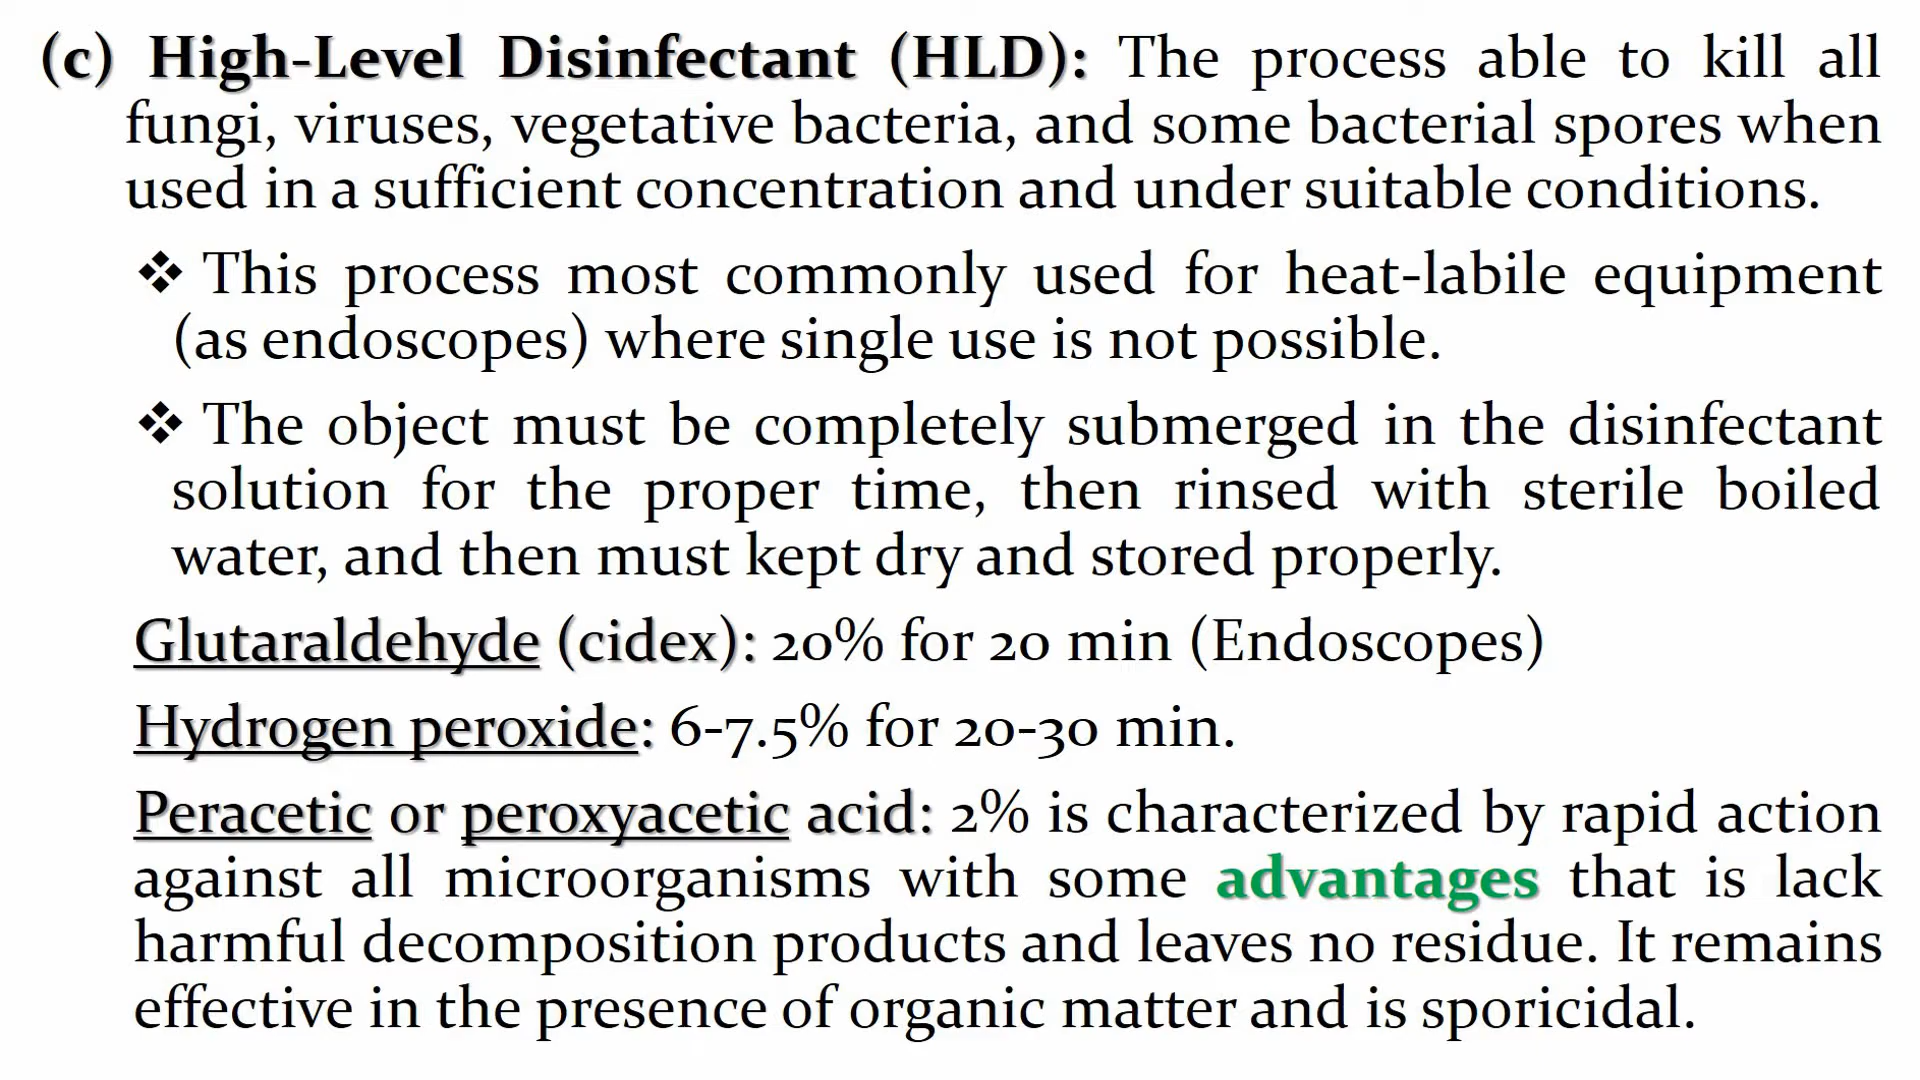 (c) High-Level Disinfectant (HLD): The process able to kill all
fungi, viruses, vegetative bacteria, and some bacterial spores when
used in a sufficient concentration and under suitable conditions.
❖ This process most commonly used for heat-labile equipment
(as endoscopes) where single use is not possible.
❖ The object must be completely submerged in the disinfectant
solution for the proper time, then rinsed with sterile boiled
water, and then must kept dry and stored properly.
Glutaraldehyde (cidex): 20% for 20 min (Endoscopes)
Hydrogen peroxide: 6-7.5% for 20-30 min.
Peracetic or peroxyacetic acid: 2% is characterized by rapid action
against all microorganisms with some advantages that is lack
harmful decomposition products and leaves no residue. It remains
effective in the presence of organic matter and is sporicidal.